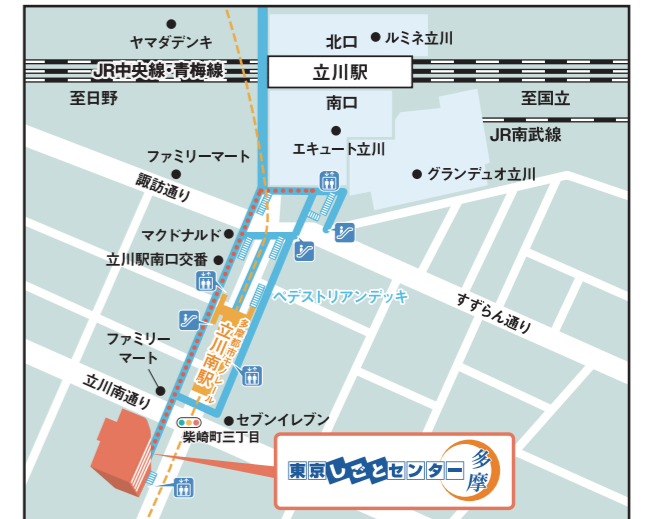 ヤマダデンキ
北口
ルミネ立川
JR中央線・青梅線
立川駅
至日野
南口
至国立
JR南武線
エキュート立川
ファミリーマート
グランデュオ立川
諏訪通り
マクドナルド
立川駅南口交番
ペデストリアンデッキ
すずらん通り
多摩都市モノレール
立川南駅
ファミリー
マート
立川南通り
セブンイレブン
柴崎町三丁目
東京しごとセンター多摩